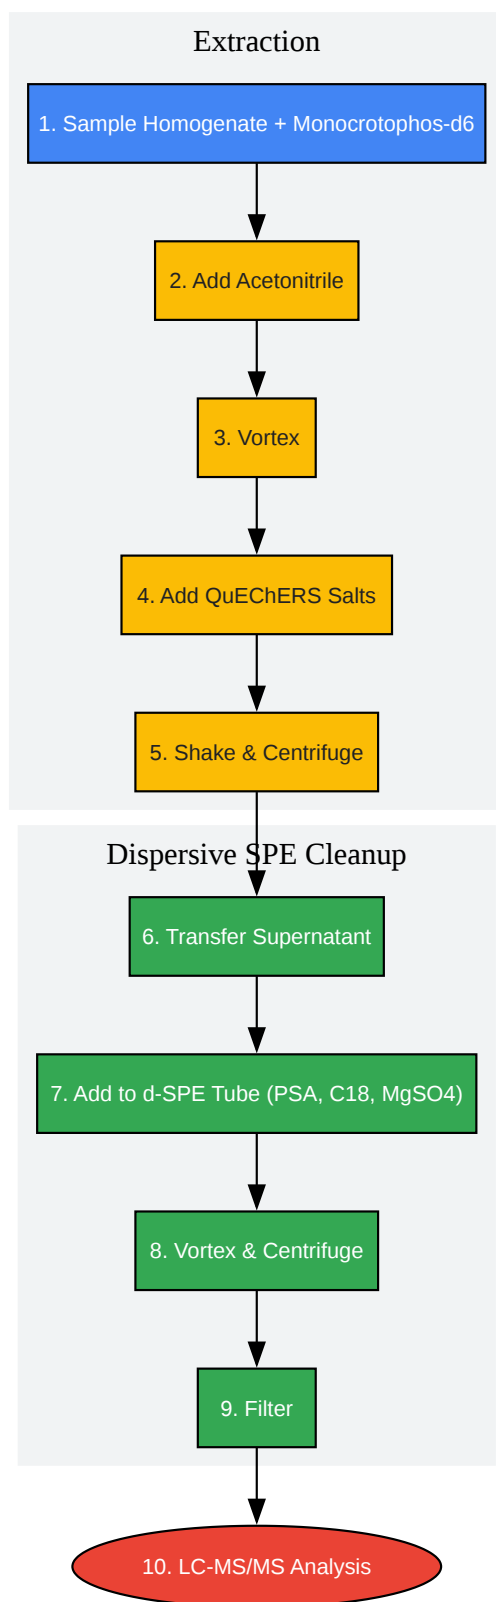 Extraction
1. Sample Homogenate + Monocrotophos-d6
2. Add Acetonitrile
3. Vortex
4. Add QuEChERS Salts
5. Shake & Centrifuge
Dispersive SPE Cleanup
6. Transfer Supernatant
7. Add to d-SPE Tube (PSA, C18, MgSO4)
8. Vortex & Centrifuge
9. Filter
10. LC-MS/MS Analysis